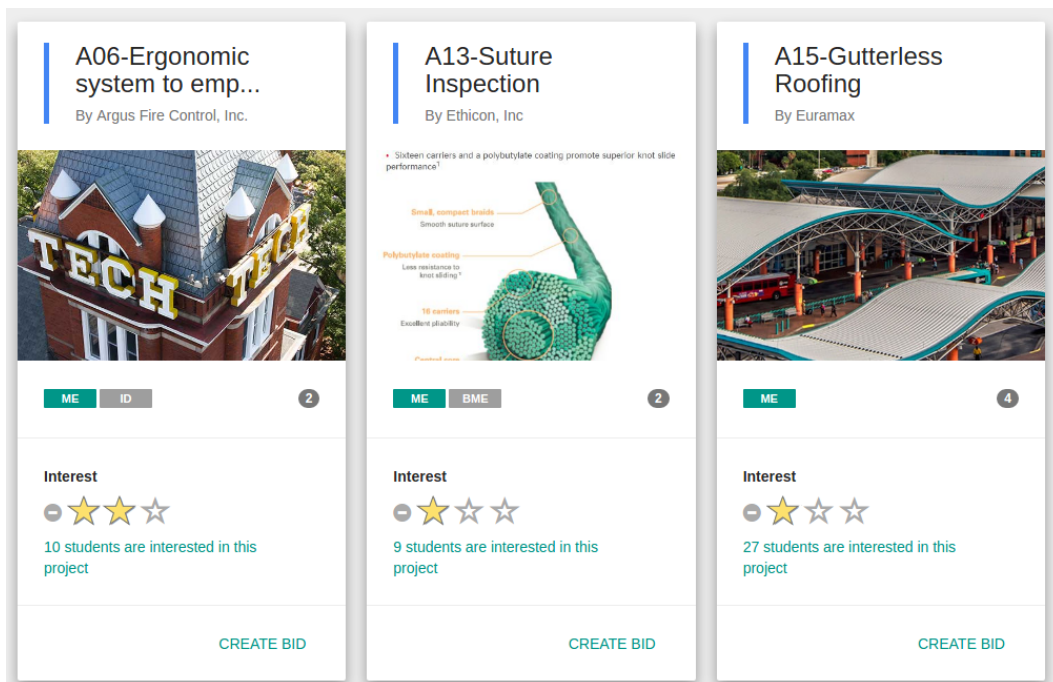 A06-Ergonomic
system to emp...
By Argus Fire Control, Inc.
TECH TECH
ME ID 2
Interest
10 students are interested in this
project
CREATE BID
A13-Suture
Inspection
By Ethicon, Inc
• Sixteen carriers and a polybutylate coating promote superior knot slide
performance¹
Small, compact braids
Smooth suture surface
Polybutylate coating
Less resistance to
knot sliding
16 carriers
Excellent pliability
Central core
ME BME 2
Interest
9 students are interested in this
project
CREATE BID
A15-Gutterless
Roofing
By Euramax
ME 4
Interest
27 students are interested in this
project
CREATE BID